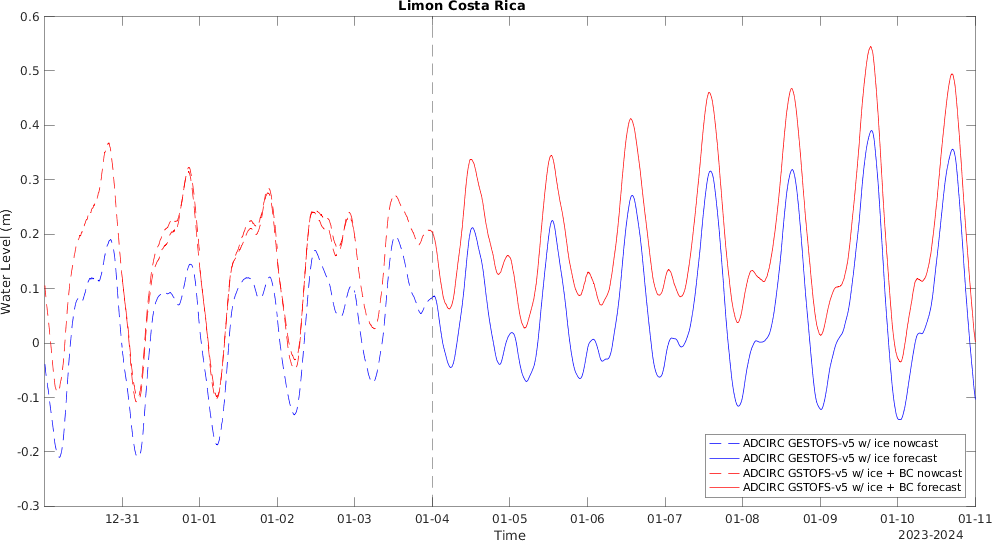 Limon Costa Rica
0.6
0.5
0.4
0.3
0.2
0.1
0
-0.1
-0.2
-0.3
Water Level (m)
ADCIRC GESTOFS-v5 w/ ice nowcast
ADCIRC GESTOFS-v5 w/ ice forecast
ADCIRC GSTOFS-v5 w/ ice + BC nowcast
ADCIRC GSTOFS-v5 w/ ice + BC forecast
12-31 01-01 01-02 01-03 01-04 01-05 01-06 01-07 01-08 01-09 01-10 01-11
Time
2023-2024